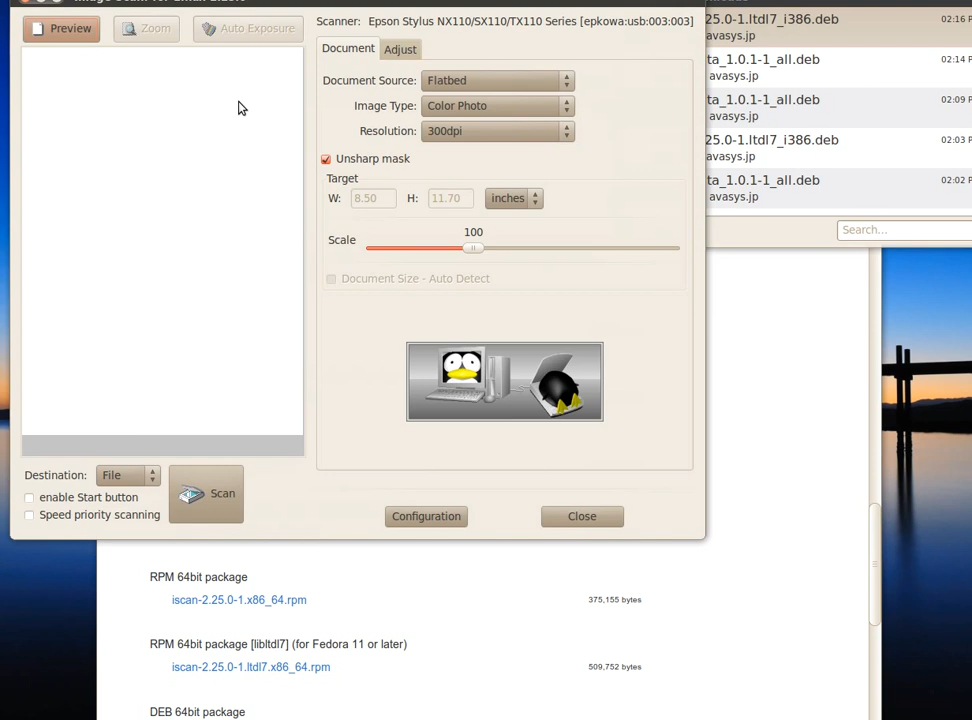 Preview
Zoom
Auto Exposure
Scanner: Epson Stylus NX110/SX110/TX110 Series [epkowa:usb:003:003]
Document
Adjust
Document Source: Flatbed
Image Type: Color Photo
Resolution: 300dpi
Unsharp mask
Target
W: 8.50 H: 11.70 inches
100
Scale
Document Size - Auto Detect
Destination: File
enable Start button
Speed priority scanning
Scan
Configuration
Close
25.0-1.ltdl7_i386.deb 02:16
avasys.jp
ta_1.0.1-1_all.deb 02:14 P
avasys.jp
ta_1.0.1-1_all.deb 02:09 P
avasys.jp
25.0-1.ltdl7_i386.deb 02:03 P
avasys.jp
ta_1.0.1-1_all.deb 02:02 P
avasys.jp
Search...
RPM 64bit package
iscan-2.25.0-1.x86_64.rpm 375,155 bytes
RPM 64bit package [libltdl7] (for Fedora 11 or later)
iscan-2.25.0-1.ltdl7.x86_64.rpm 509,752 bytes
DEB 64bit package